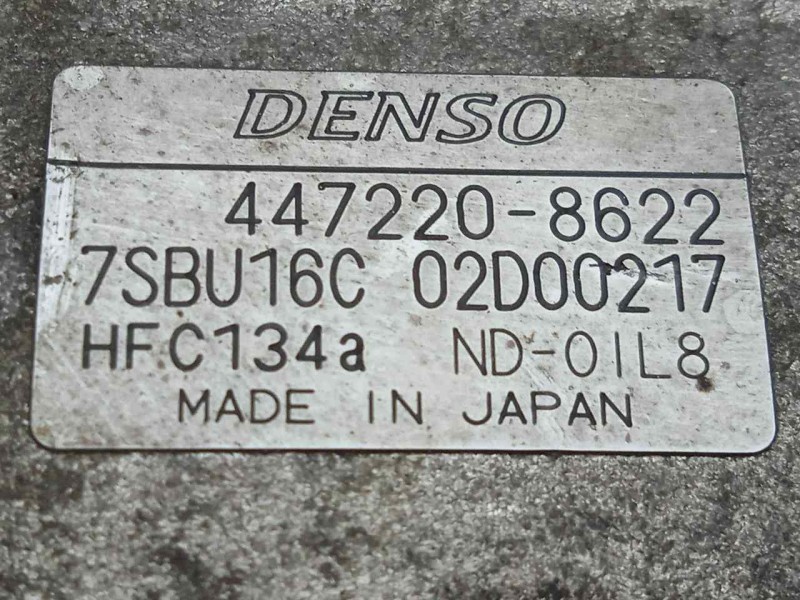 DENSO
447220-8622
7SBU16C 02D00217
HFC134a ND-OIL8
MADE IN JAPAN